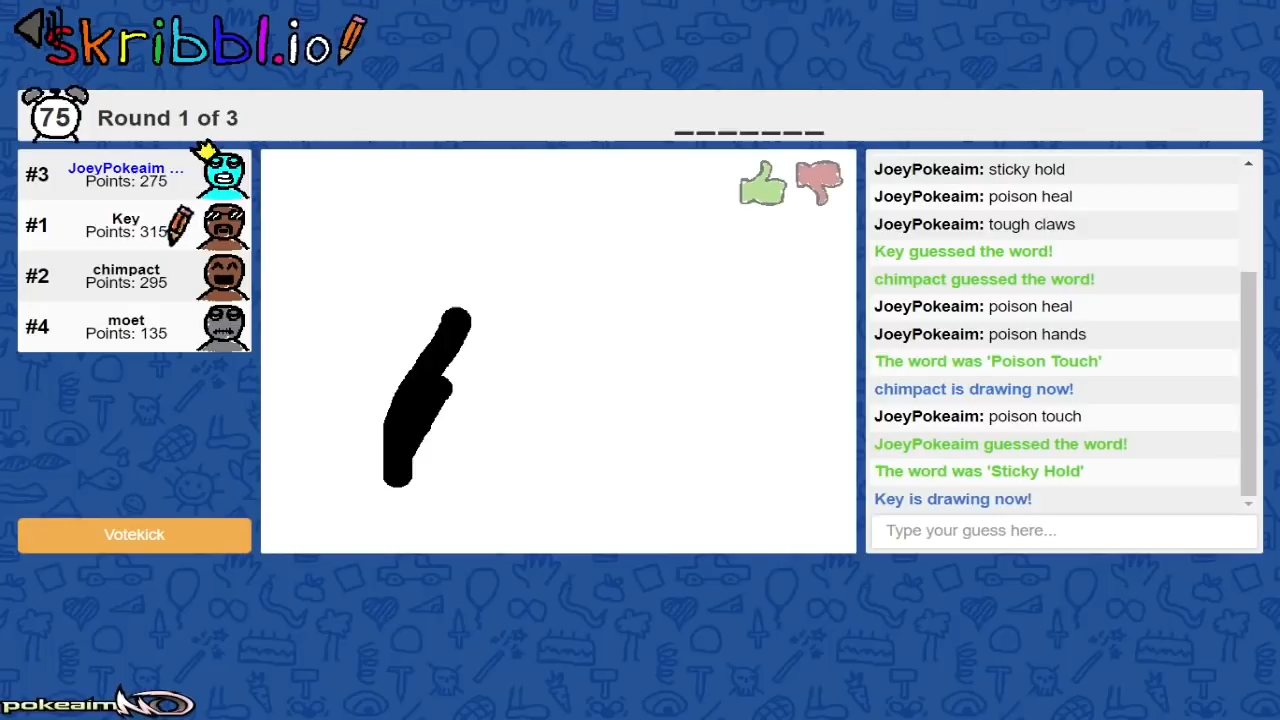 skribbl.io
75
Round 1 of 3
_______
#3
JoeyPokeaim ...
Points: 275
#1
Key
Points: 315
#2
chimpact
Points: 295
#4
moet
Points: 135
Votekick
JoeyPokeaim: sticky hold
JoeyPokeaim: poison heal
JoeyPokeaim: tough claws
Key guessed the word!
chimpact guessed the word!
JoeyPokeaim: poison heal
JoeyPokeaim: poison hands
The word was 'Poison Touch'
chimpact is drawing now!
JoeyPokeaim: poison touch
JoeyPokeaim guessed the word!
The word was 'Sticky Hold'
Key is drawing now!
Type your guess here...
pokeaim